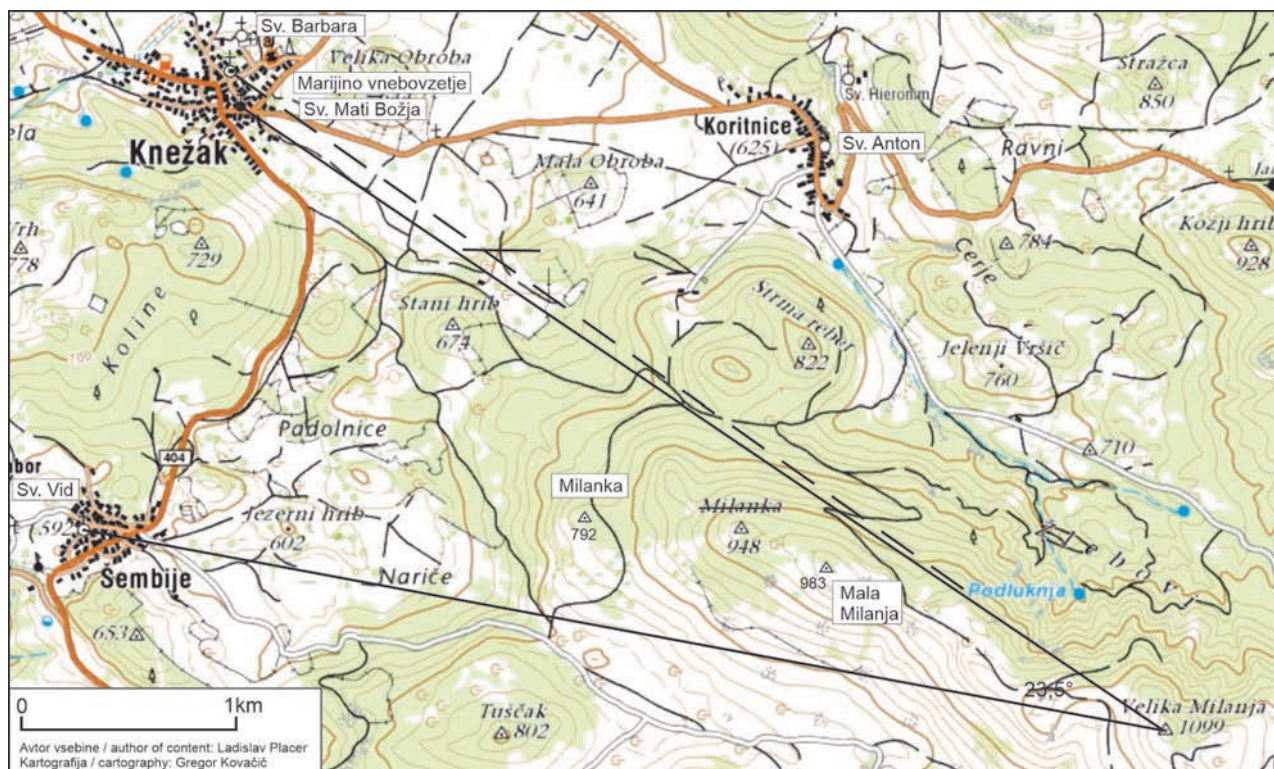 Sv. Barbara
Velika Obroba
Marijino vnebovzetje
Sv. Mati Božja
Knežak
Koritnice
(625)
Sv. Hieronim
Sv. Anton
Stražca
850
Ravni
Mala Obroba
641
Vrh
778
729
Koline
700
Stani hrib
674
Strma rebel
822
Cerje
784
Kozji hrib
928
Jelenji Vršič
760
710
Padolnice
404
Sv. Vid
(592)
Jezerni hrib
602
Šembije
Nariče
Milanka
792
Milanka
948
983
Mala
Milanja
Podluknja
653
Tuščak
802
23,5°
Velika Milanja
1099
0 1km
Avtor vsebine / author of content: Ladislav Placer
Kartografija / cartography: Gregor Kovačič